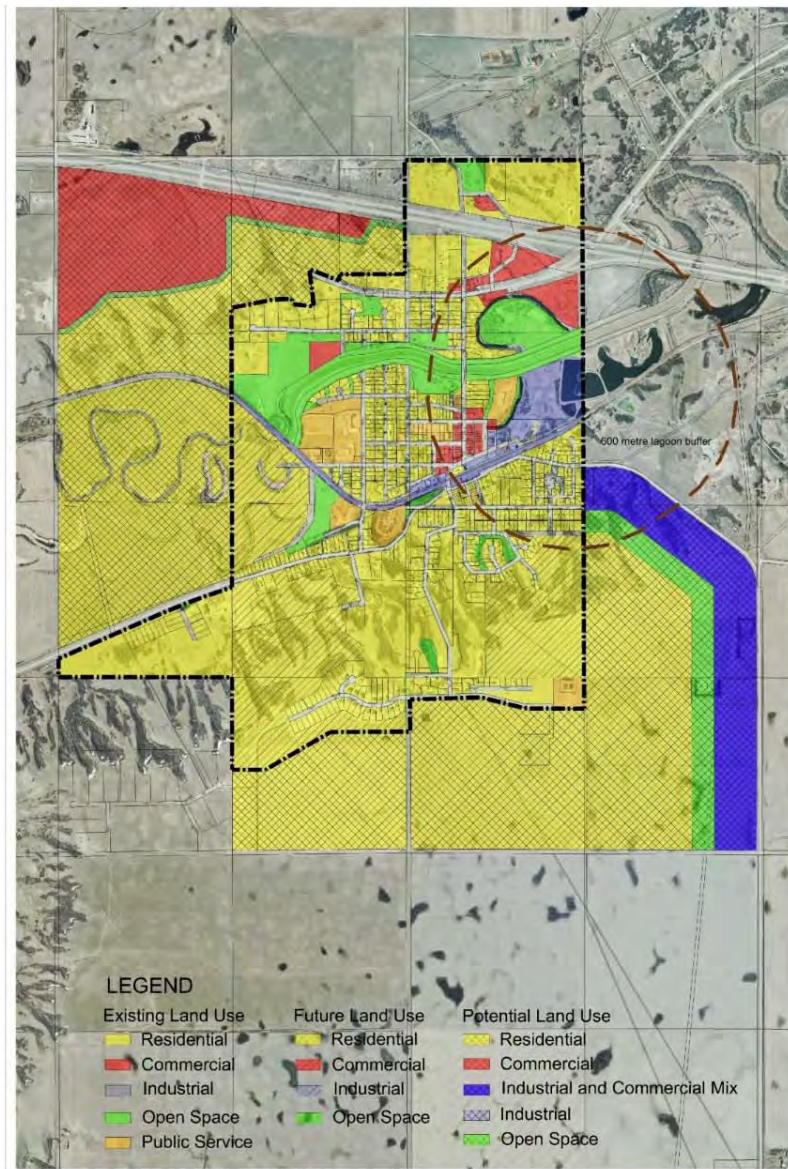 600 metre lagoon buffer
LEGEND
Existing Land Use
Residential
Commercial
Industrial
Open Space
Public Service
Future Land Use
Residential
Commercial
Industrial
Open Space
Potential Land Use
Residential
Commercial
Industrial and Commercial Mix
Industrial
Open Space